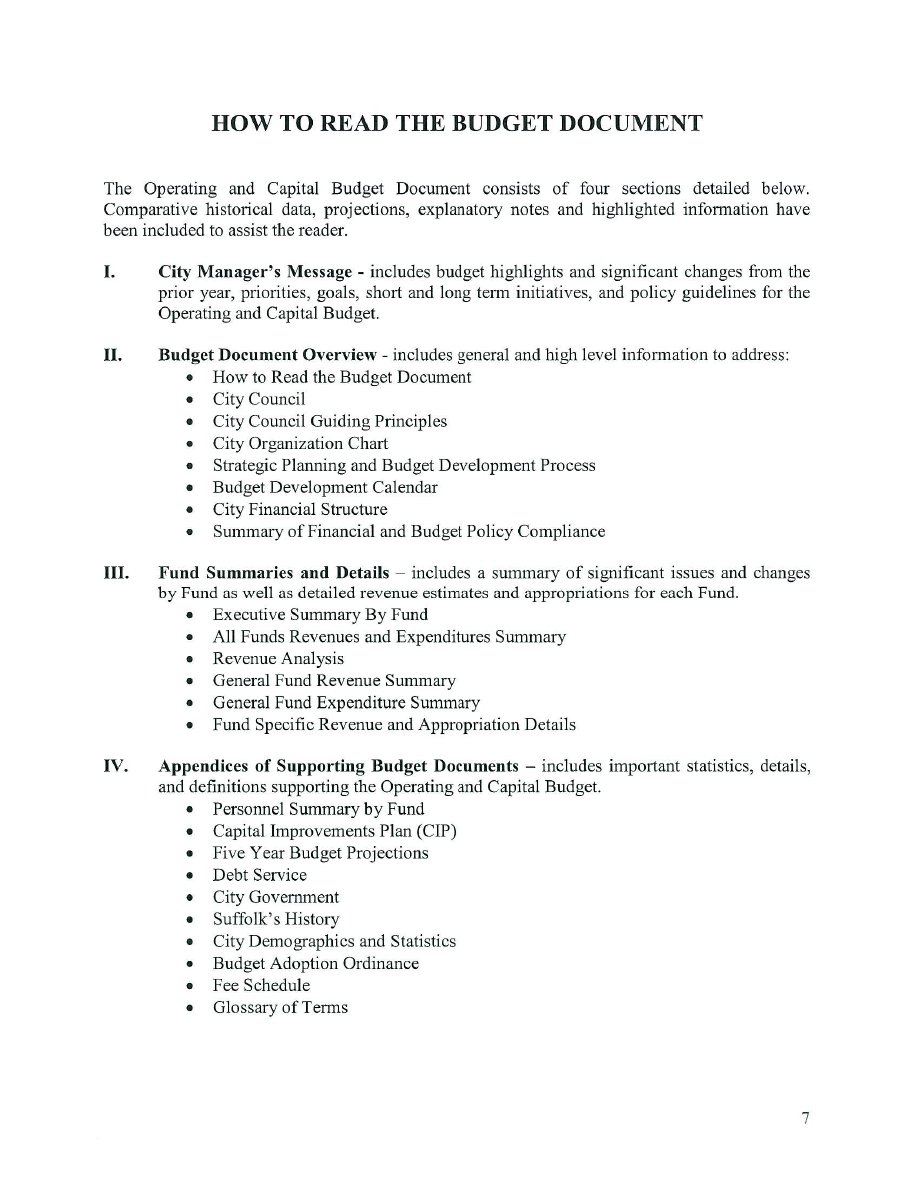 HOW TO READ THE BUDGET DOCUMENT
The Operating and Capital Budget Document consists of four sections detailed below.
Comparative historical data, projections, explanatory notes and highlighted information have
been included to assist the reader.
I. City Manager's Message - includes budget highlights and significant changes from the
prior year, priorities, goals, short and long term initiatives, and policy guidelines for the
Operating and Capital Budget.
II. Budget Document Overview - includes general and high level information to address:
• How to Read the Budget Document
• City Council
• City Council Guiding Principles
• City Organization Chart
• Strategic Planning and Budget Development Process
• Budget Development Calendar
• City Financial Structure
• Summary of Financial and Budget Policy Compliance
III. Fund Summaries and Details – includes a summary of significant issues and changes
by Fund as well as detailed revenue estimates and appropriations for each Fund.
• Executive Summary By Fund
• All Funds Revenues and Expenditures Summary
• Revenue Analysis
• General Fund Revenue Summary
• General Fund Expenditure Summary
• Fund Specific Revenue and Appropriation Details
IV. Appendices of Supporting Budget Documents – includes important statistics, details,
and definitions supporting the Operating and Capital Budget.
• Personnel Summary by Fund
• Capital Improvements Plan (CIP)
• Five Year Budget Projections
• Debt Service
• City Government
• Suffolk's History
• City Demographics and Statistics
• Budget Adoption Ordinance
• Fee Schedule
• Glossary of Terms
7